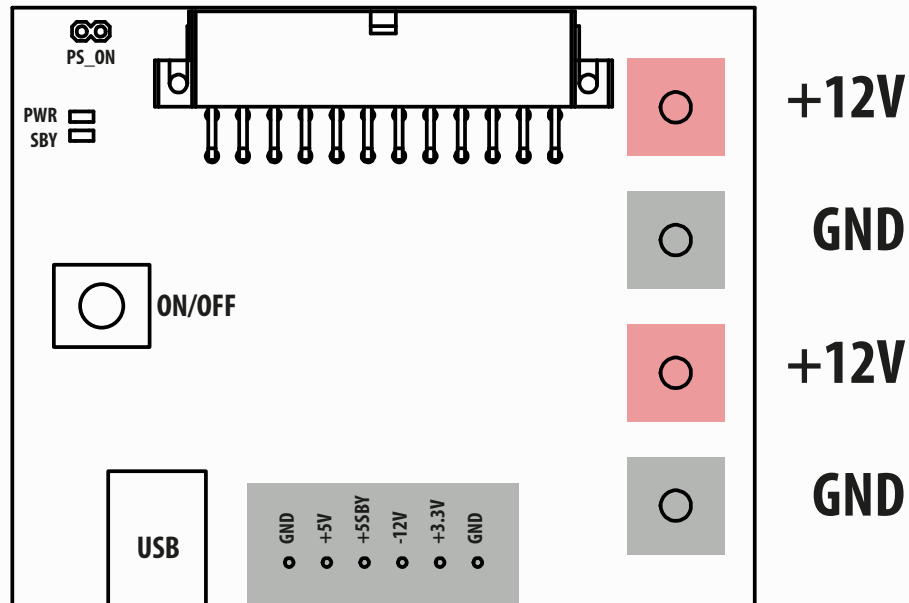 PS_ON
PWR
SBY
+12V
GND
ON/OFF
+12V
GND
USB
GND
+5V
+5SBY
-12V
+3.3V
GND